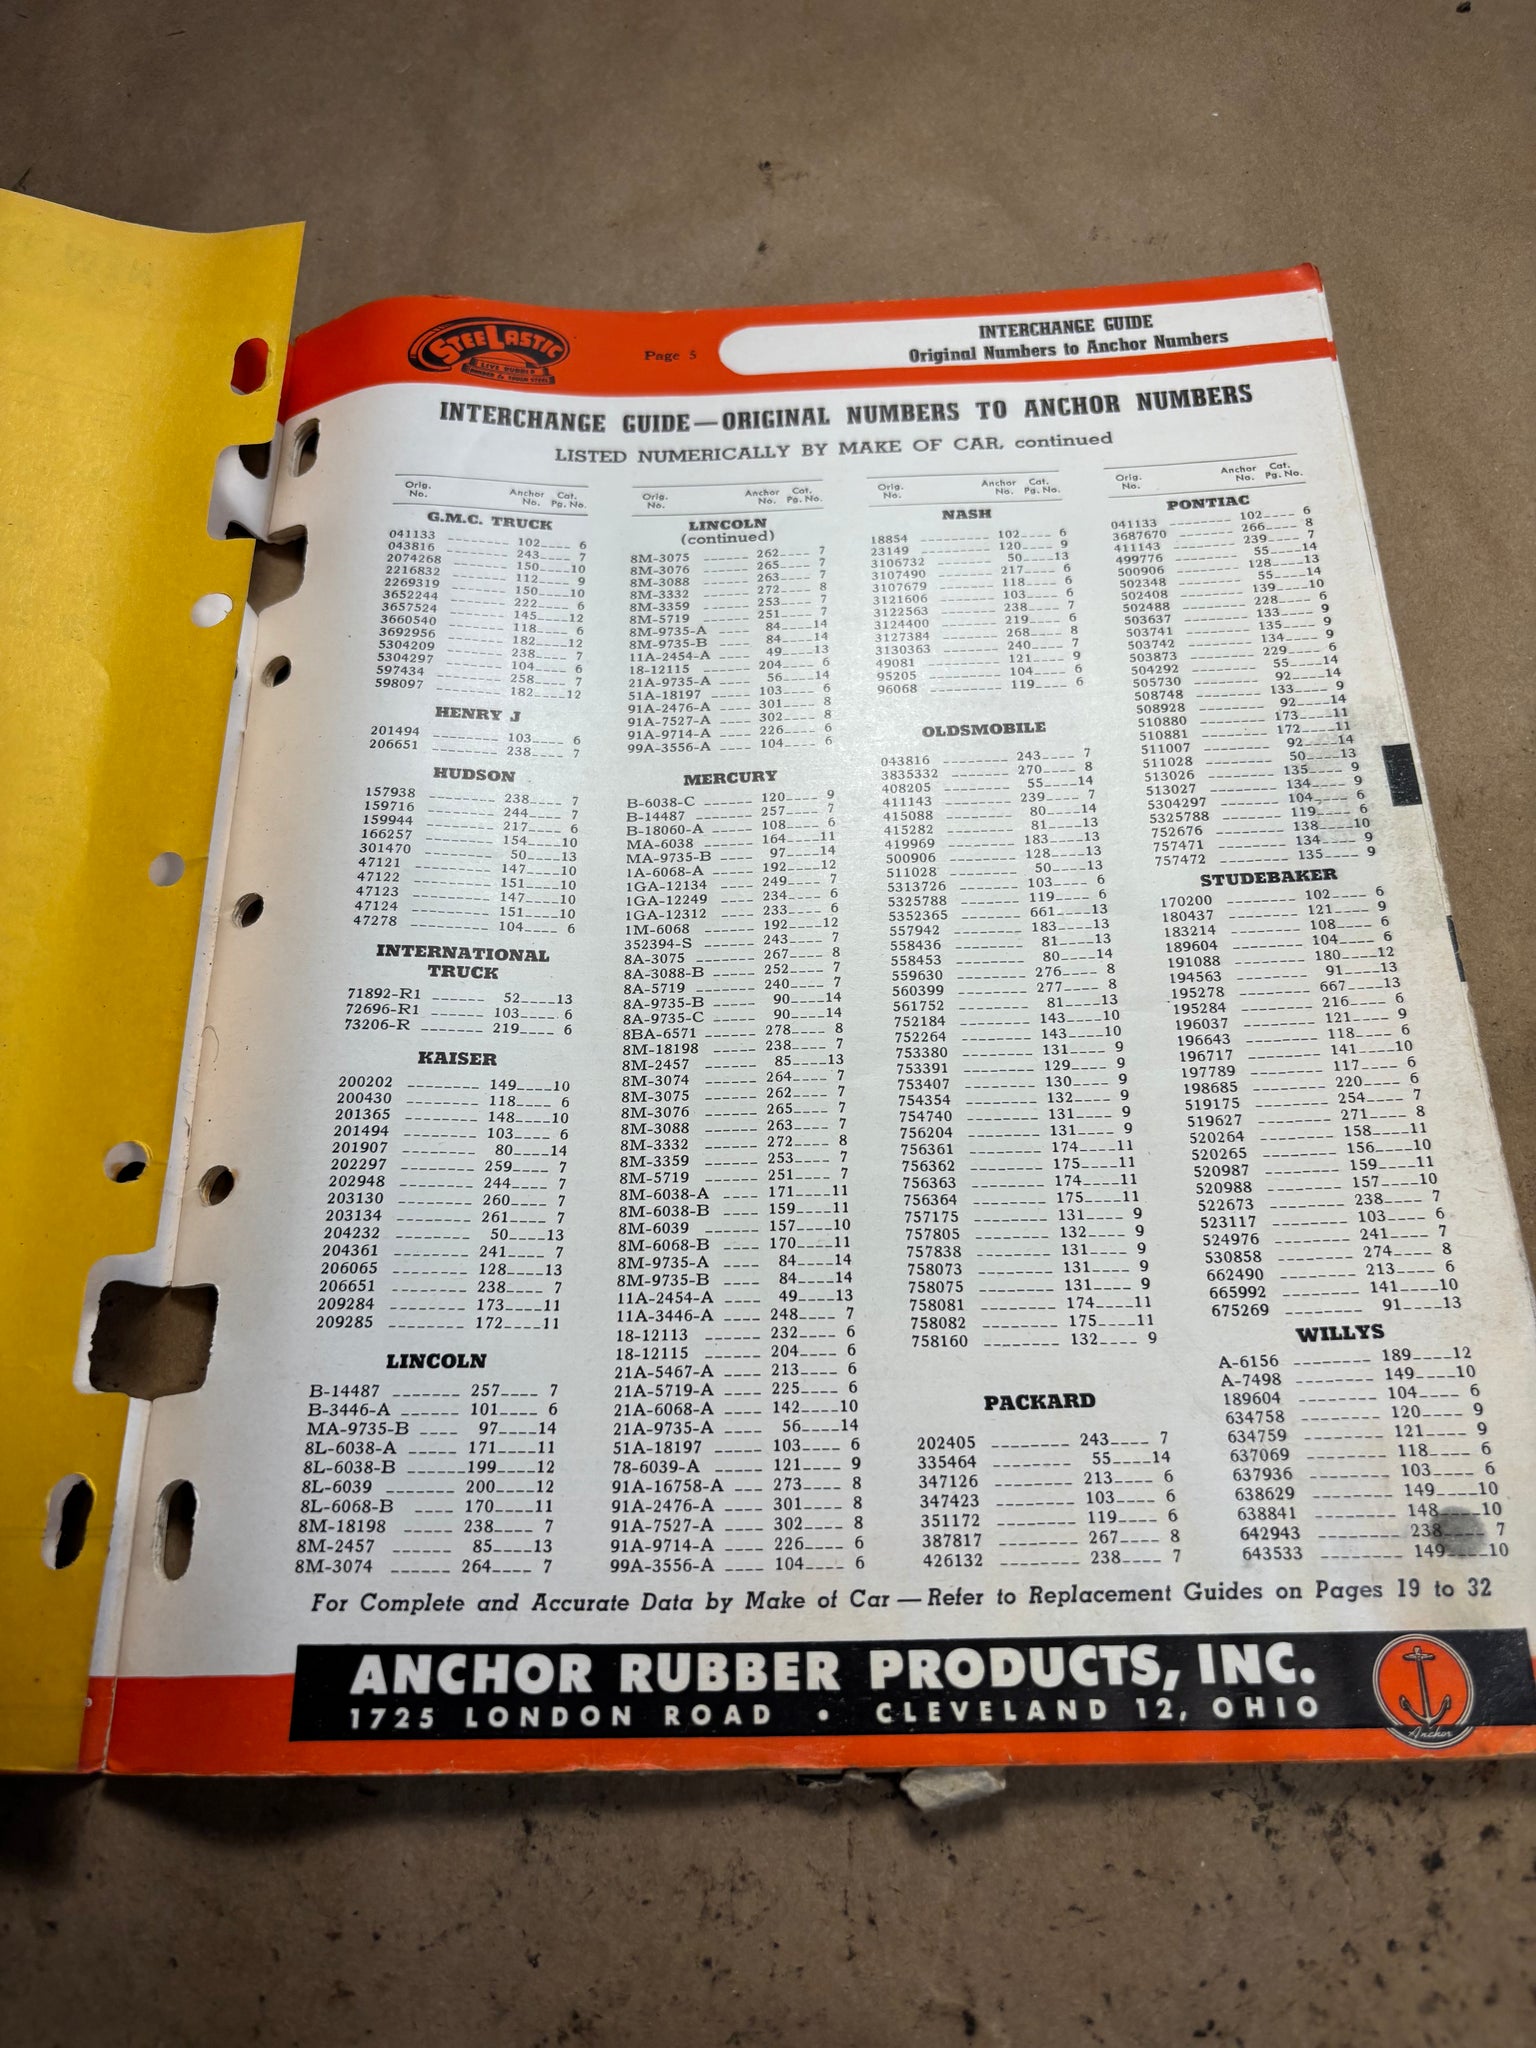 STEELASTIC
LIVE RUBBER
BONDED to TOUGH STEEL
Page 5
INTERCHANGE GUIDE
Original Numbers to Anchor Numbers
INTERCHANGE GUIDE—ORIGINAL NUMBERS TO ANCHOR NUMBERS
LISTED NUMERICALLY BY MAKE OF CAR, continued
Orig. No. Anchor No. Cat. Pg. No.
G.M.C. TRUCK
041133 102 6
043816 243 7
2074268 150 10
2216832 112 9
2269319 150 10
3652244 222 6
3657524 145 12
3660540 118 6
3692956 182 12
5304209 238 7
5304297 104 6
597434 258 7
598097 182 12
HENRY J
201494 103 6
206651 238 7
HUDSON
157938 238 7
159716 244 7
159944 217 6
166257 154 10
301470 50 13
47121 147 10
47122 151 10
47123 147 10
47124 151 10
47278 104 6
INTERNATIONAL
TRUCK
71892-R1 52 13
72696-R1 103 6
73206-R 219 6
KAISER
200202 149 10
200430 118 6
201365 148 10
201494 103 6
201907 80 14
202297 259 7
202948 244 7
203130 260 7
203134 261 7
204232 50 13
204361 241 7
206065 128 13
206651 238 7
209284 173 11
209285 172 11
LINCOLN
B-14487 257 7
B-3446-A 101 6
MA-9735-B 97 14
8L-6038-A 171 11
8L-6038-B 199 12
8L-6039 200 12
8L-6068-B 170 11
8M-18198 238 7
8M-2457 85 13
8M-3074 264 7
Orig. No. Anchor No. Cat. Pg. No.
LINCOLN
(continued)
8M-3075 262 7
8M-3076 265 7
8M-3088 263 7
8M-3332 272 8
8M-3359 253 7
8M-5719 251 7
8M-9735-A 84 14
8M-9735-B 84 14
11A-2454-A 49 13
18-12115 204 6
21A-9735-A 56 14
51A-18197 103 6
91A-2476-A 301 8
91A-7527-A 302 8
91A-9714-A 226 6
99A-3556-A 104 6
MERCURY
B-6038-C 120 9
B-14487 257 7
B-18060-A 108 6
MA-6038 164 11
MA-9735-B 97 14
1A-6068-A 192 12
1GA-12134 249 7
1GA-12249 234 6
1GA-12312 233 6
1M-6068 192 12
352394-S 243 7
8A-3075 267 8
8A-3088-B 252 7
8A-5719 240 7
8A-9735-B 90 14
8A-9735-C 90 14
8BA-6571 278 8
8M-18198 238 7
8M-2457 85 13
8M-3074 264 7
8M-3075 262 7
8M-3076 265 7
8M-3088 263 7
8M-3332 272 8
8M-3359 253 7
8M-5719 251 7
8M-6038-A 171 11
8M-6038-B 159 11
8M-6039 157 10
8M-6068-B 170 11
8M-9735-A 84 14
8M-9735-B 84 14
11A-2454-A 49 13
11A-3446-A 248 7
18-12113 232 6
18-12115 204 6
21A-5467-A 213 6
21A-5719-A 225 6
21A-6068-A 142 10
21A-9735-A 56 14
51A-18197 103 6
78-6039-A 121 9
91A-16758-A 273 8
91A-2476-A 301 8
91A-7527-A 302 8
91A-9714-A 226 6
99A-3556-A 104 6
Orig. No. Anchor No. Cat. Pg. No.
NASH
18854 102 6
23149 120 9
3106732 50 13
3107490 217 6
3107679 118 6
3121606 103 6
3122563 238 7
3124400 219 6
3127384 268 8
3130363 240 7
49081 121 9
95205 104 6
96068 119 6
OLDSMOBILE
043816 243 7
3835332 270 8
408205 55 14
411143 239 7
415088 80 14
415282 81 13
419969 183 13
500906 128 13
511028 50 13
5313726 103 6
5325788 119 6
5352365 661 13
557942 183 13
558436 81 13
558453 80 14
559630 276 8
560399 277 8
561752 81 13
752184 143 10
752264 143 10
753380 131 9
753391 129 9
753407 130 9
754354 132 9
754740 131 9
756204 131 9
756361 174 11
756362 175 11
756363 174 11
756364 175 11
757175 131 9
757805 132 9
757838 131 9
758073 131 9
758075 131 9
758081 174 11
758082 175 11
758160 132 9
PACKARD
202405 243 7
335464 55 14
347126 213 6
347423 103 6
351172 119 6
387817 267 8
426132 238 7
Orig. No. Anchor No. Cat. Pg. No.
PONTIAC
041133 102 6
3687670 266 8
411143 239 7
499776 55 14
500906 128 13
502348 55 14
502408 139 10
502488 228 6
503637 133 9
503741 135 9
503742 134 9
503873 229 6
504292 55 14
505730 92 14
508748 133 9
508928 92 14
510880 173 11
510881 172 11
511007 92 14
511028 50 13
513026 135 9
513027 134 9
5304297 104 6
5325788 119 6
752676 138 10
757471 134 9
757472 135 9
STUDEBAKER
170200 102 6
180437 121 9
183214 108 6
189604 104 6
191088 180 12
194563 91 13
195278 667 13
195284 216 6
196037 121 9
196643 118 6
196717 141 10
197789 117 6
198685 220 6
519175 254 7
519627 271 8
520264 158 11
520265 156 10
520987 159 11
520988 157 10
522673 238 7
523117 103 6
524976 241 7
530858 274 8
662490 213 6
665992 141 10
675269 91 13
WILLYS
A-6156 189 12
A-7498 149 10
189604 104 6
634758 120 9
634759 121 9
637069 118 6
637936 103 6
638629 149 10
638841 148 10
642943 238 7
643533 149 10
For Complete and Accurate Data by Make of Car—Refer to Replacement Guides on Pages 19 to 32
ANCHOR RUBBER PRODUCTS, INC.
1725 LONDON ROAD • CLEVELAND 12, OHIO
Anchor